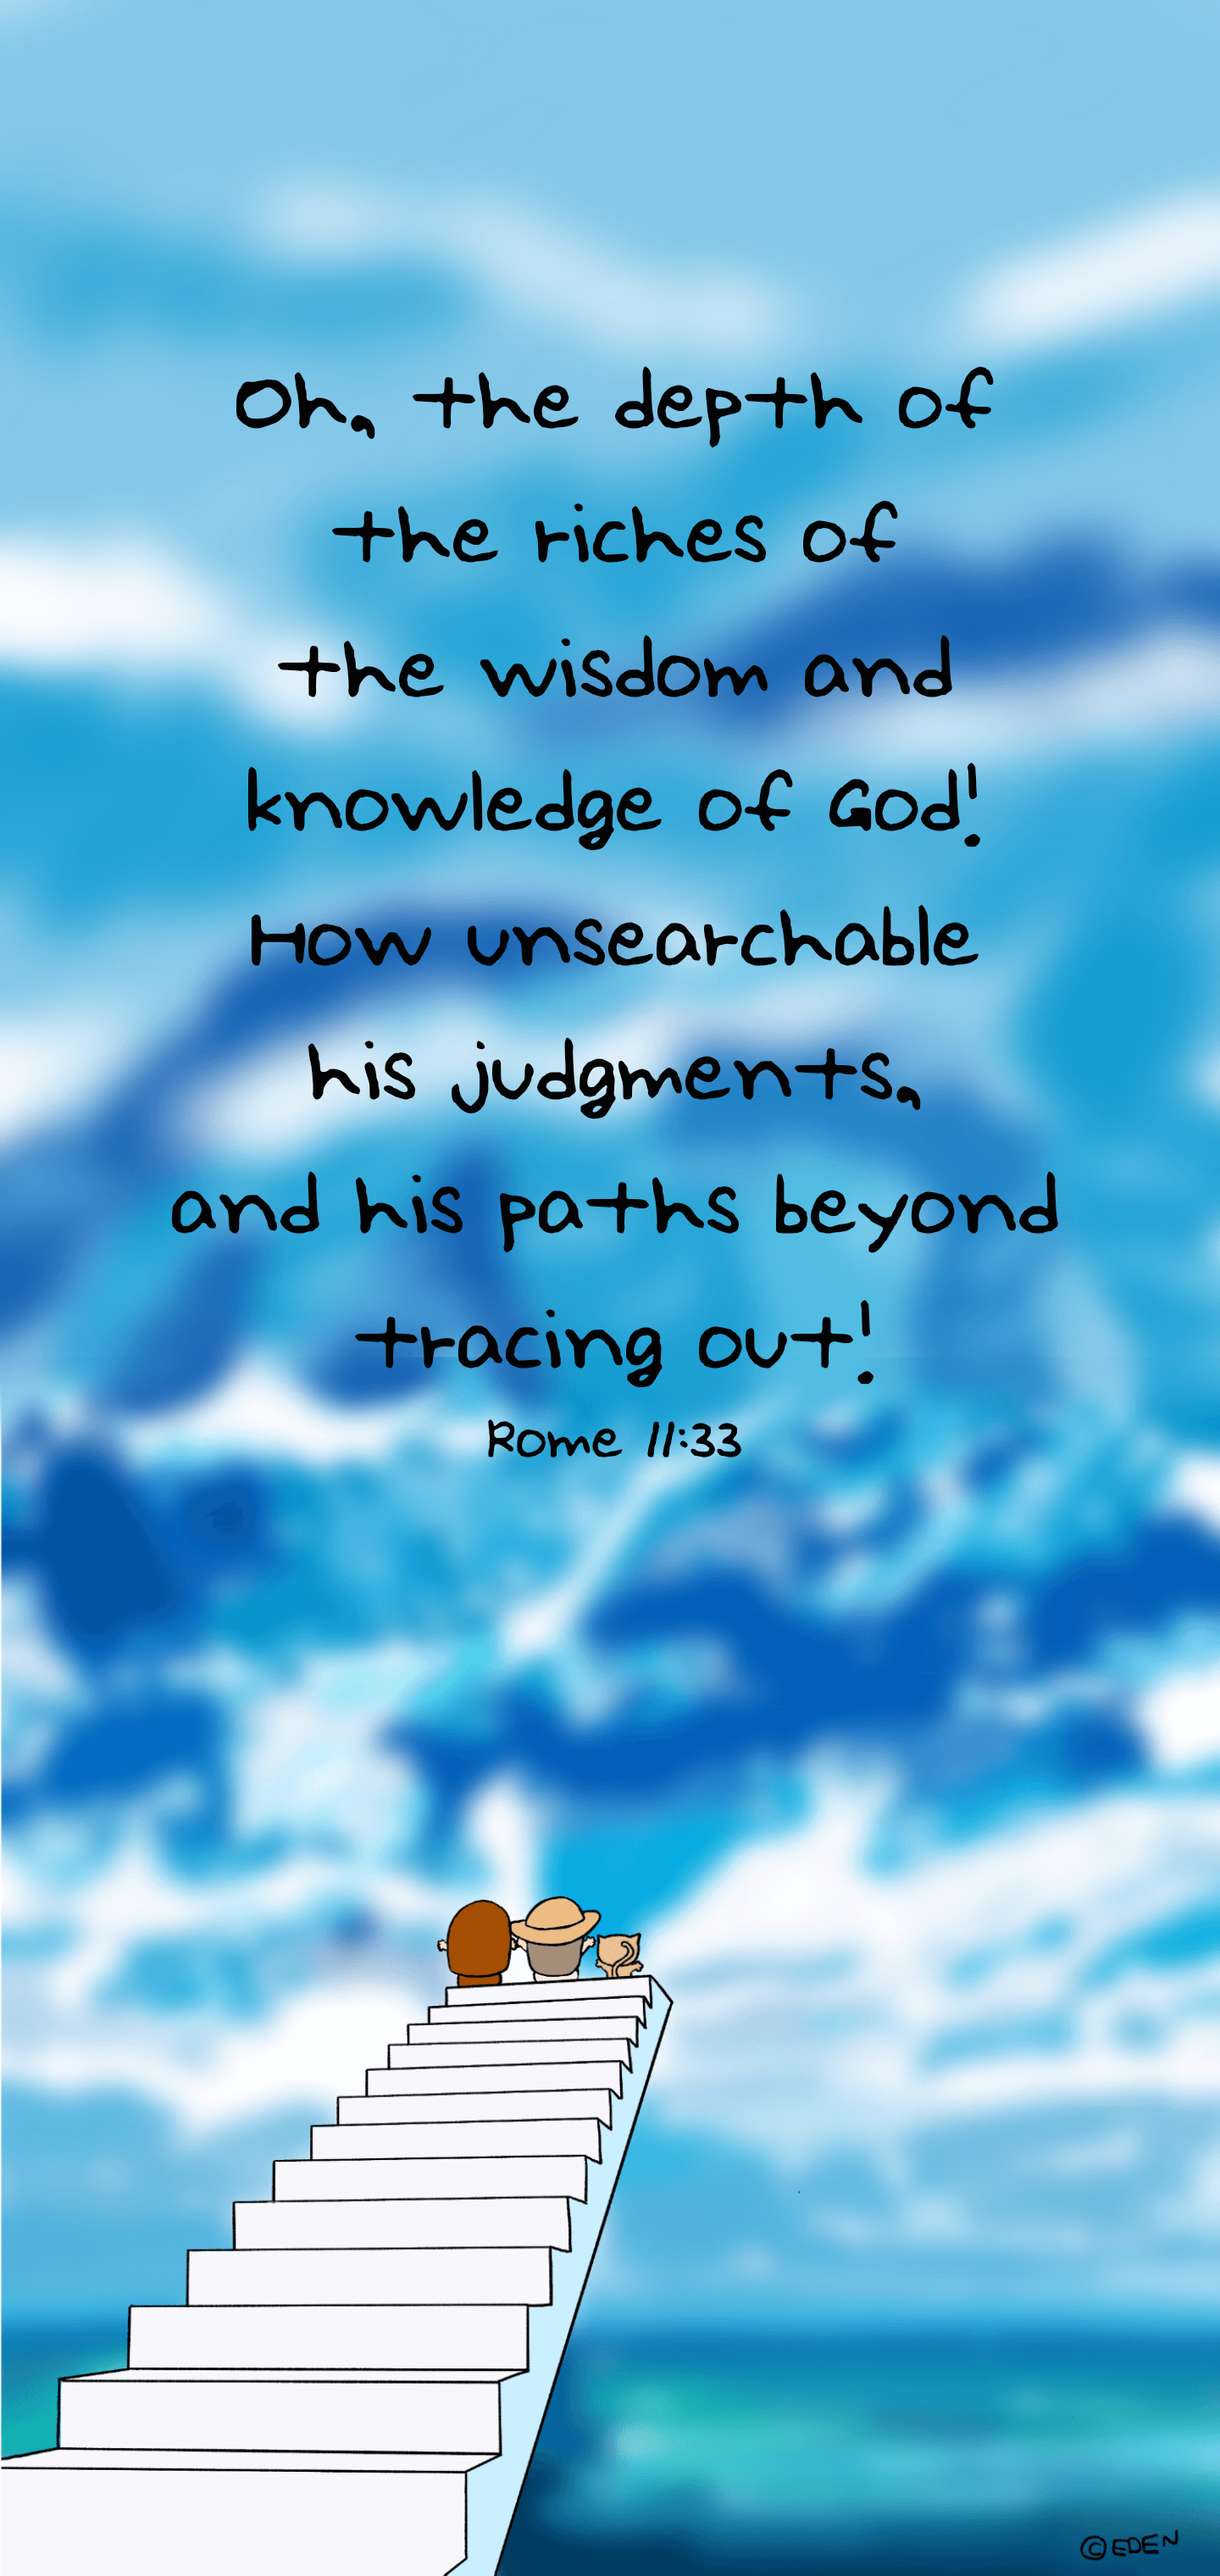 Oh, the depth of
the riches of
the wisdom and
knowledge of God!
How unsearchable
his judgments,
and his paths beyond
tracing out!
Rome 11:33
©EDEN